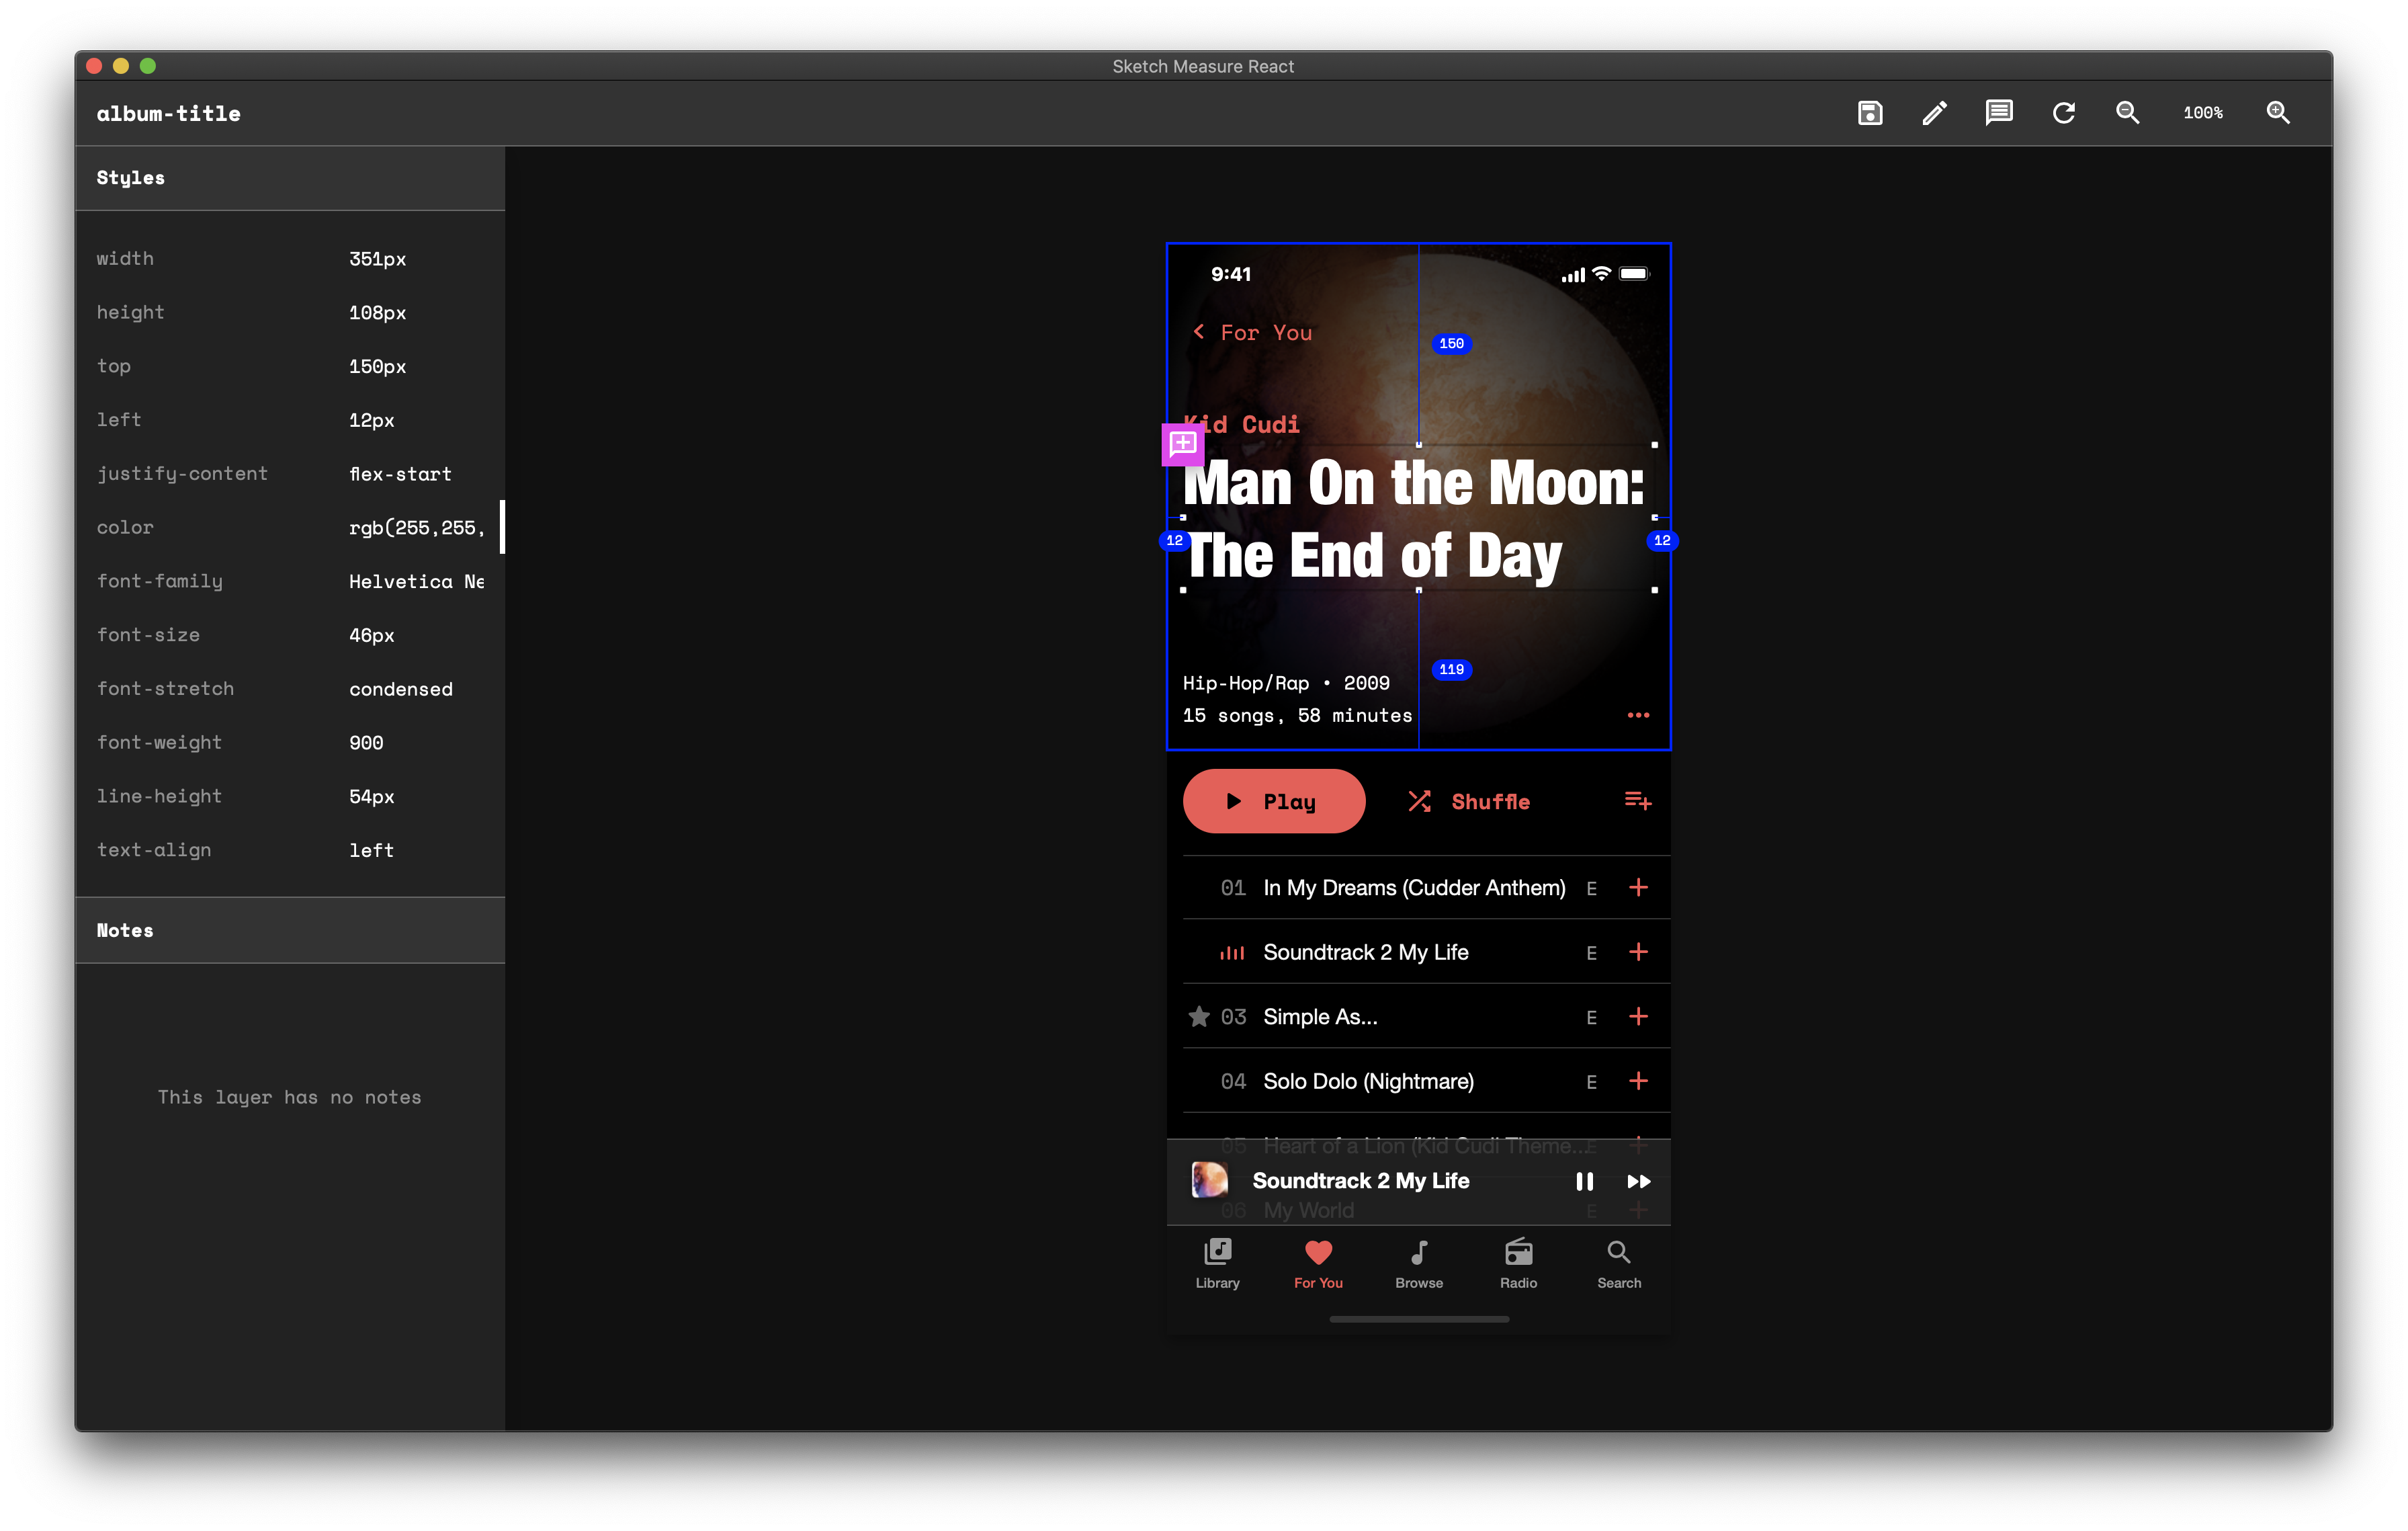 Sketch Measure React
album-title
100%
Styles
width 351px
height 108px
top 150px
left 12px
justify-content flex-start
color rgb(255,255,
font-family Helvetica Ne
font-size 46px
font-stretch condensed
font-weight 900
line-height 54px
text-align left
Notes
This layer has no notes
9:41
For You
150
Kid Cudi
Man On the Moon:
12
12
The End of Day
119
Hip-Hop/Rap • 2009
15 songs, 58 minutes
Play
Shuffle
01 In My Dreams (Cudder Anthem) E
Soundtrack 2 My Life E
03 Simple As... E
04 Solo Dolo (Nightmare) E
05 Heart of a Lion (Kid Cudi Theme... E
Soundtrack 2 My Life
06 My World E
Library
For You
Browse
Radio
Search